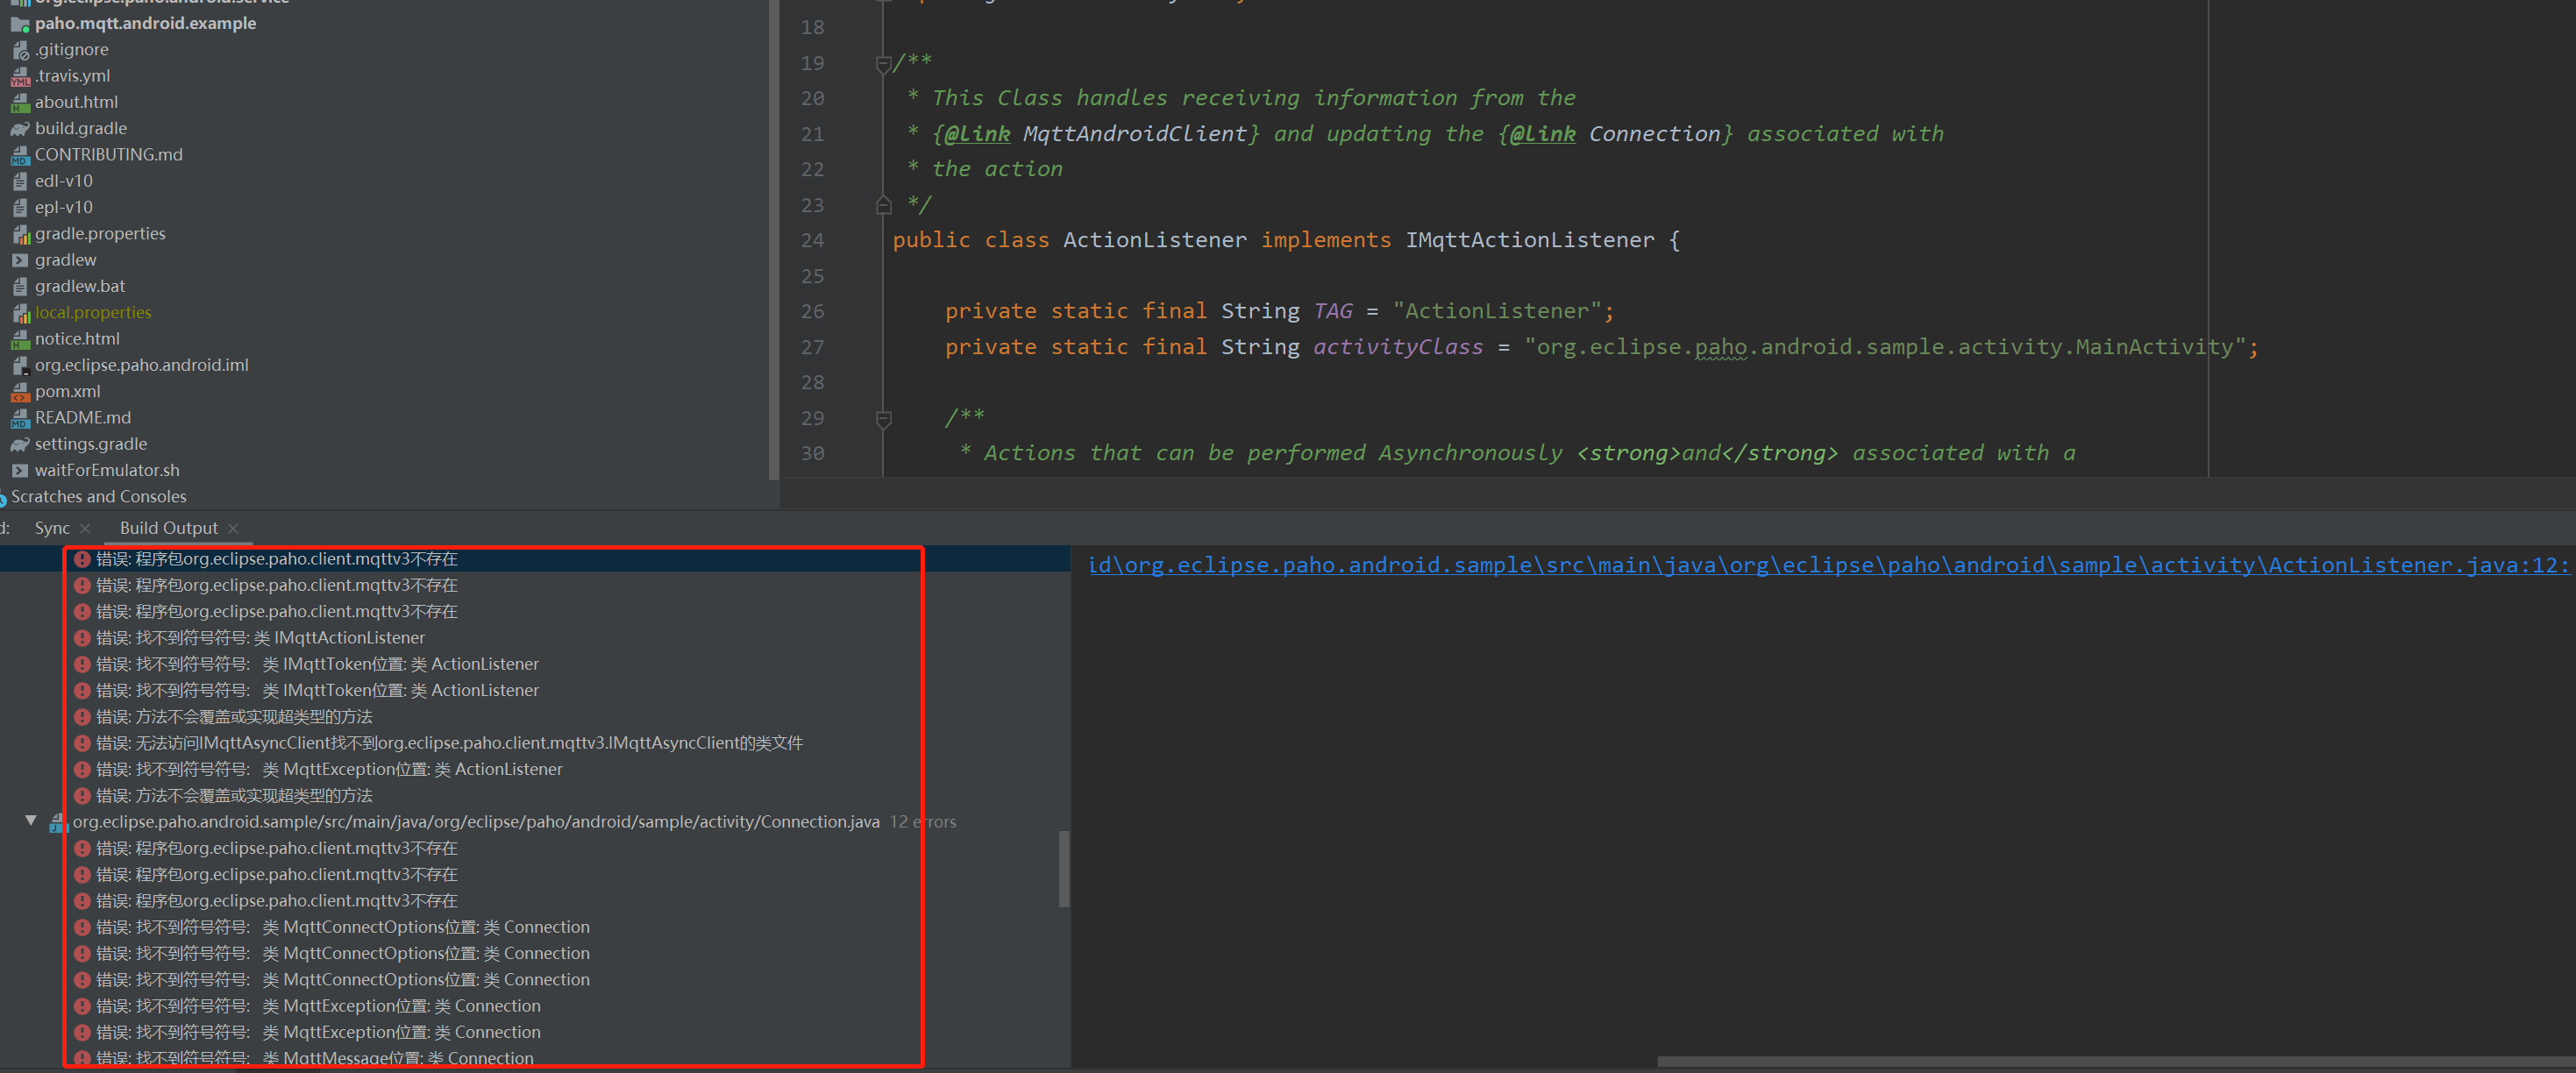 org.eclipse.paho.android.service
paho.mqtt.android.example
.gitignore
.travis.yml
about.html
build.gradle
CONTRIBUTING.md
edl-v10
epl-v10
gradle.properties
gradlew
gradlew.bat
local.properties
notice.html
org.eclipse.paho.android.iml
pom.xml
README.md
settings.gradle
waitForEmulator.sh
Scratches and Consoles
18
19 /**
20 * This Class handles receiving information from the
21 * {@link MqttAndroidClient} and updating the {@link Connection} associated with
22 * the action
23 */
24 public class ActionListener implements IMqttActionListener {
25
26 private static final String TAG = "ActionListener";
27 private static final String activityClass = "org.eclipse.paho.android.sample.activity.MainActivity";
28
29 /**
30 * Actions that can be performed Asynchronously <strong>and</strong> associated with a
d: Sync Build Output
错误: 程序包org.eclipse.paho.client.mqttv3不存在
错误: 程序包org.eclipse.paho.client.mqttv3不存在
错误: 程序包org.eclipse.paho.client.mqttv3不存在
错误: 找不到符号符号: 类 IMqttActionListener
错误: 找不到符号符号: 类 IMqttToken位置: 类 ActionListener
错误: 找不到符号符号: 类 IMqttToken位置: 类 ActionListener
错误: 方法不会覆盖或实现超类型的方法
错误: 无法访问IMqttAsyncClient找不到org.eclipse.paho.client.mqttv3.IMqttAsyncClient的类文件
错误: 找不到符号符号: 类 MqttException位置: 类 ActionListener
错误: 方法不会覆盖或实现超类型的方法
org.eclipse.paho.android.sample/src/main/java/org/eclipse/paho/android/sample/activity/Connection.java 12 errors
错误: 程序包org.eclipse.paho.client.mqttv3不存在
错误: 程序包org.eclipse.paho.client.mqttv3不存在
错误: 程序包org.eclipse.paho.client.mqttv3不存在
错误: 找不到符号符号: 类 MqttConnectOptions位置: 类 Connection
错误: 找不到符号符号: 类 MqttConnectOptions位置: 类 Connection
错误: 找不到符号符号: 类 MqttConnectOptions位置: 类 Connection
错误: 找不到符号符号: 类 MqttException位置: 类 Connection
错误: 找不到符号符号: 类 MqttException位置: 类 Connection
错误: 找不到符号符号: 类 MqttMessage位置: 类 Connection
id\org.eclipse.paho.android.sample\src\main\java\org\eclipse\paho\android\sample\activity\ActionListener.java:12: